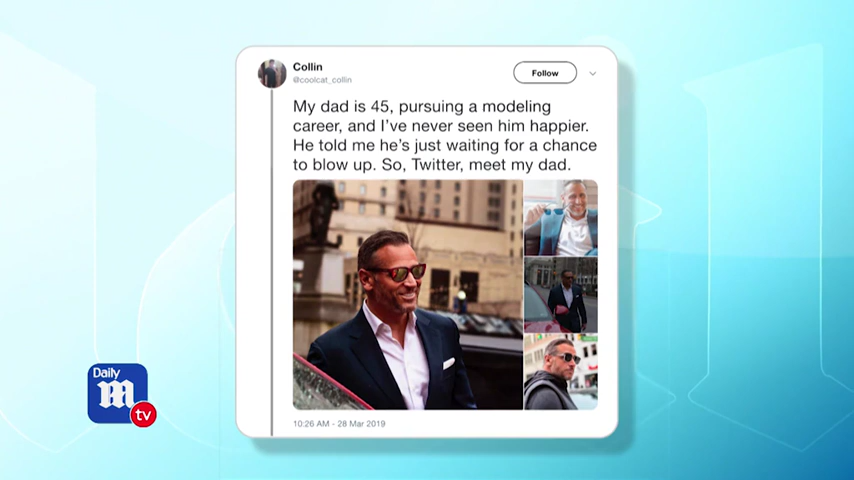 Collin
@coolcat_collin
Follow
My dad is 45, pursuing a modeling
career, and I've never seen him happier.
He told me he's just waiting for a chance
to blow up. So, Twitter, meet my dad.
10:26 AM - 28 Mar 2019
Daily
M
tv